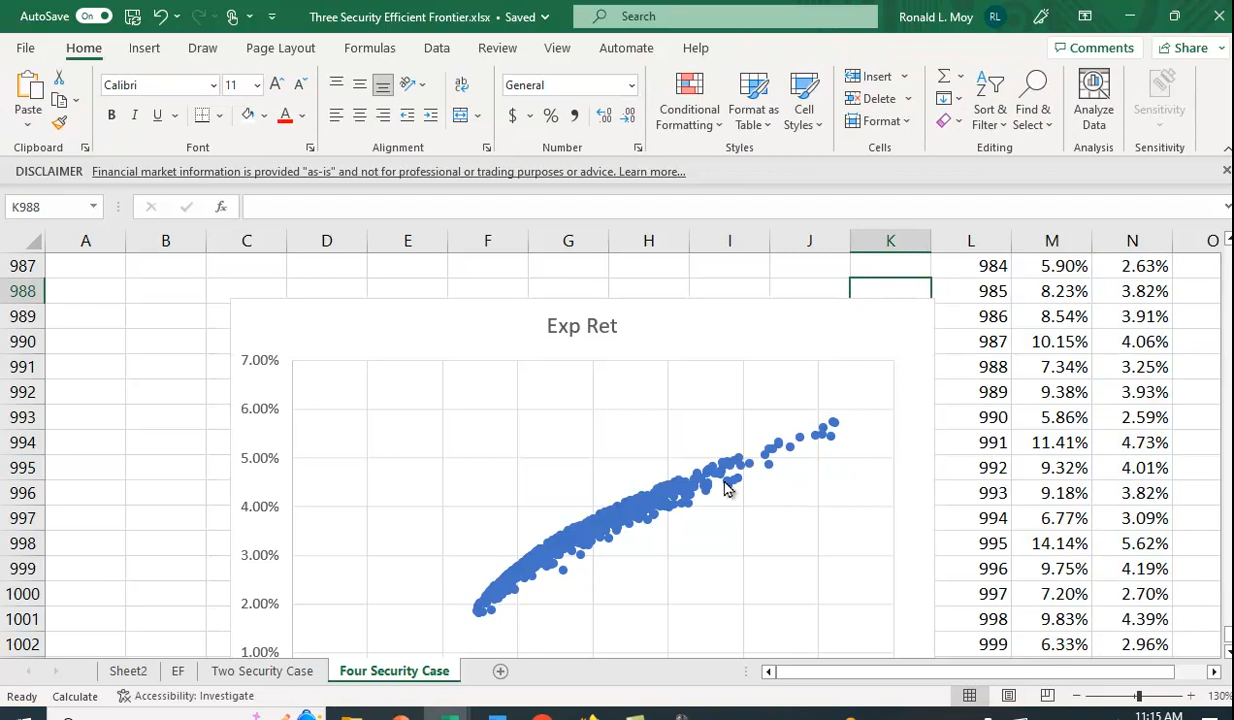 AutoSave On Three Security Efficient Frontier.xlsx • Saved Search Ronald L. Moy RL
File Home Insert Draw Page Layout Formulas Data Review View Automate Help Comments Share
Paste Calibri 11 A A ab General Conditional Formatting Format as Table Cell Styles Insert Delete Format Sort & Filter Find & Select Analyze Data Sensitivity
B I U A $ % 9
Clipboard Font Alignment Number Styles Cells Editing Analysis Sensitivity
DISCLAIMER Financial market information is provided "as-is" and not for professional or trading purposes or advice. Learn more...
K988 fx
A B C D E F G H I J K L M N O
987 984 5.90% 2.63%
988 985 8.23% 3.82%
989 986 8.54% 3.91%
Exp Ret
990 987 10.15% 4.06%
991 988 7.34% 3.25%
992 989 9.38% 3.93%
993 990 5.86% 2.59%
994 991 11.41% 4.73%
995 992 9.32% 4.01%
996 993 9.18% 3.82%
997 994 6.77% 3.09%
998 995 14.14% 5.62%
999 996 9.75% 4.19%
1000 997 7.20% 2.70%
1001 998 9.83% 4.39%
1002 999 6.33% 2.96%
7.00%
6.00%
5.00%
4.00%
3.00%
2.00%
1.00%
Sheet2 EF Two Security Case Four Security Case
Ready Calculate Accessibility: Investigate 130%
11:15 AM